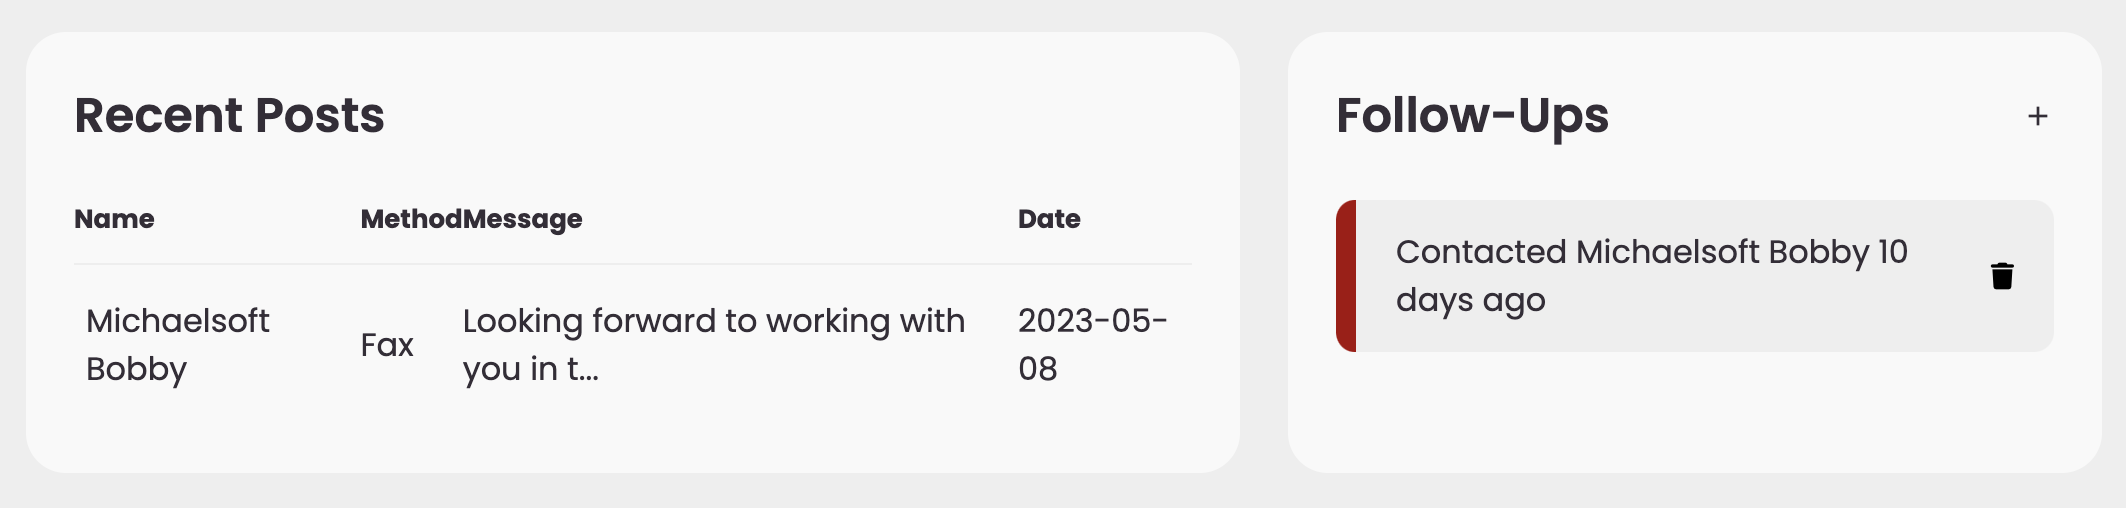 Recent Posts
Name Method Message Date
Michaelsoft Bobby Fax Looking forward to working with you in t... 2023-05-08
Follow-Ups +
Contacted Michaelsoft Bobby 10
days ago